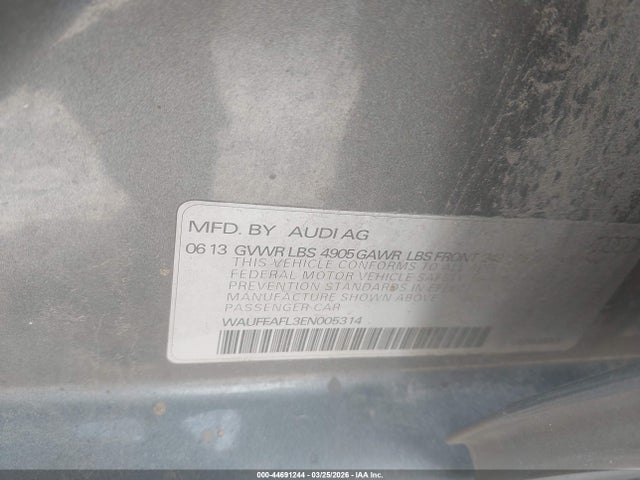 MFD. BY AUDI AG
06 13 GVWR LBS 4905 GAWR LBS FRONT
THIS VEHICLE CONFORMS TO
FEDERAL MOTOR VEHICLE
PREVENTION STANDARDS IN EFFECT
MANUFACTURE SHOWN ABOVE.
PASSENGER CAR
WAUFFAFL3EN005314
000-44691244 | 03/25/2026 | IAA Inc.